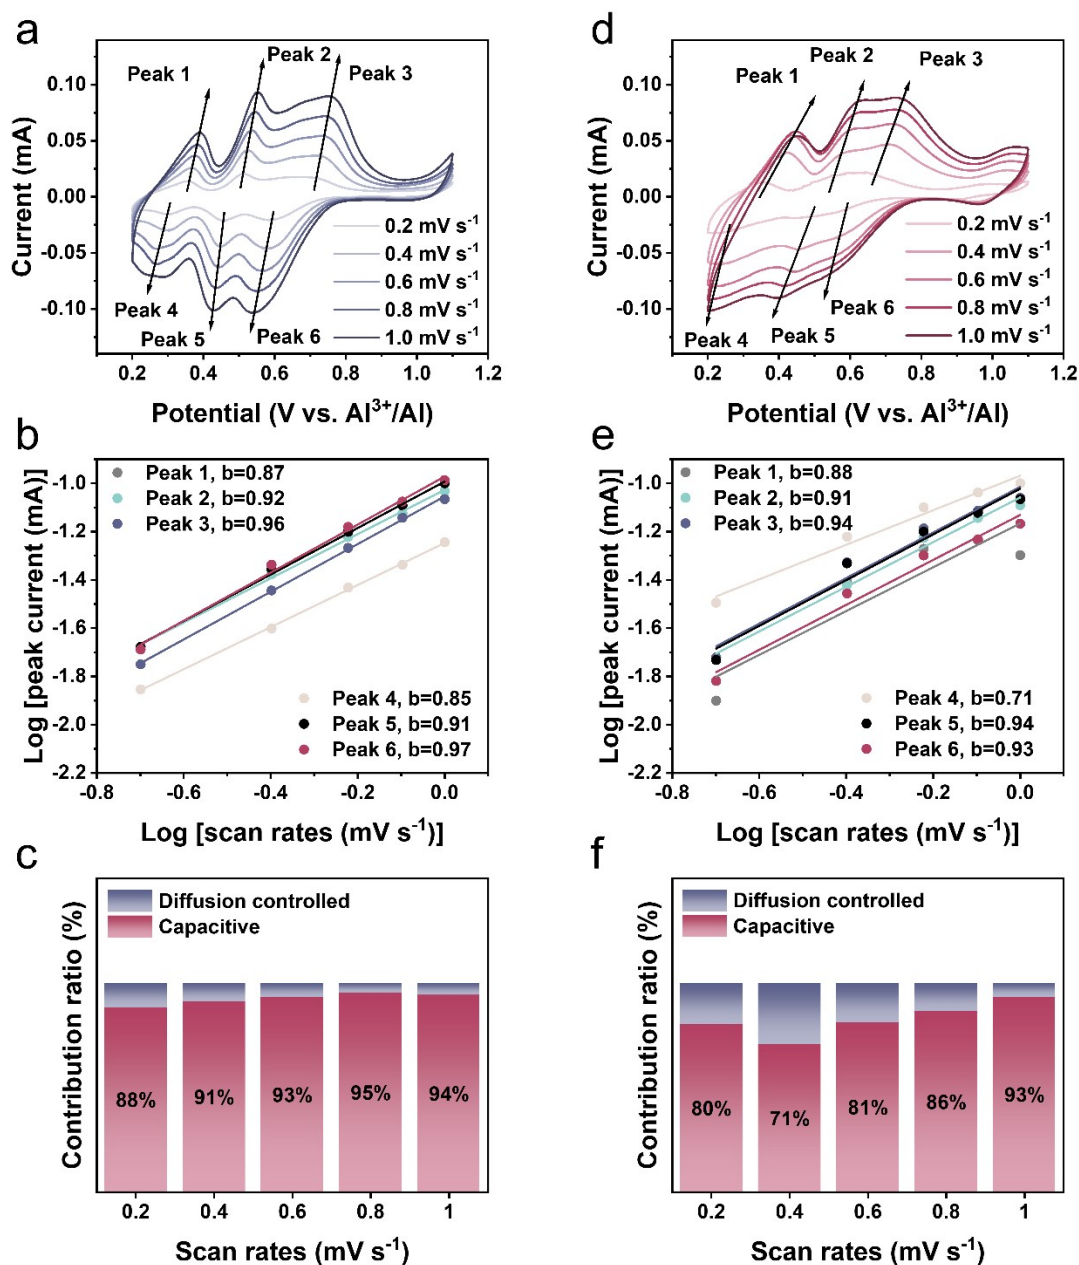 a
Peak 1
Peak 2
Peak 3
Peak 4
Peak 5
Peak 6
0.2 mV s⁻¹
0.4 mV s⁻¹
0.6 mV s⁻¹
0.8 mV s⁻¹
1.0 mV s⁻¹
0.10
0.05
0.00
-0.05
-0.10
Current (mA)
0.2 0.4 0.6 0.8 1.0 1.2
Potential (V vs. Al³⁺/Al)
d
Peak 1
Peak 2
Peak 3
Peak 4
Peak 5
Peak 6
0.2 mV s⁻¹
0.4 mV s⁻¹
0.6 mV s⁻¹
0.8 mV s⁻¹
1.0 mV s⁻¹
0.10
0.05
0.00
-0.05
-0.10
Current (mA)
0.2 0.4 0.6 0.8 1.0 1.2
Potential (V vs. Al³⁺/Al)
b
Peak 1, b=0.87
Peak 2, b=0.92
Peak 3, b=0.96
Peak 4, b=0.85
Peak 5, b=0.91
Peak 6, b=0.97
-1.0
-1.2
-1.4
-1.6
-1.8
-2.0
-2.2
Log [peak current (mA)]
-0.8 -0.6 -0.4 -0.2 0.0
Log [scan rates (mV s⁻¹)]
e
Peak 1, b=0.88
Peak 2, b=0.91
Peak 3, b=0.94
Peak 4, b=0.71
Peak 5, b=0.94
Peak 6, b=0.93
-1.0
-1.2
-1.4
-1.6
-1.8
-2.0
-2.2
Log [peak current (mA)]
-0.8 -0.6 -0.4 -0.2 0.0
Log [scan rates (mV s⁻¹)]
c
Diffusion controlled
Capacitive
88% 91% 93% 95% 94%
Contribution ratio (%)
0.2 0.4 0.6 0.8 1
Scan rates (mV s⁻¹)
f
Diffusion controlled
Capacitive
80% 71% 81% 86% 93%
Contribution ratio (%)
0.2 0.4 0.6 0.8 1
Scan rates (mV s⁻¹)